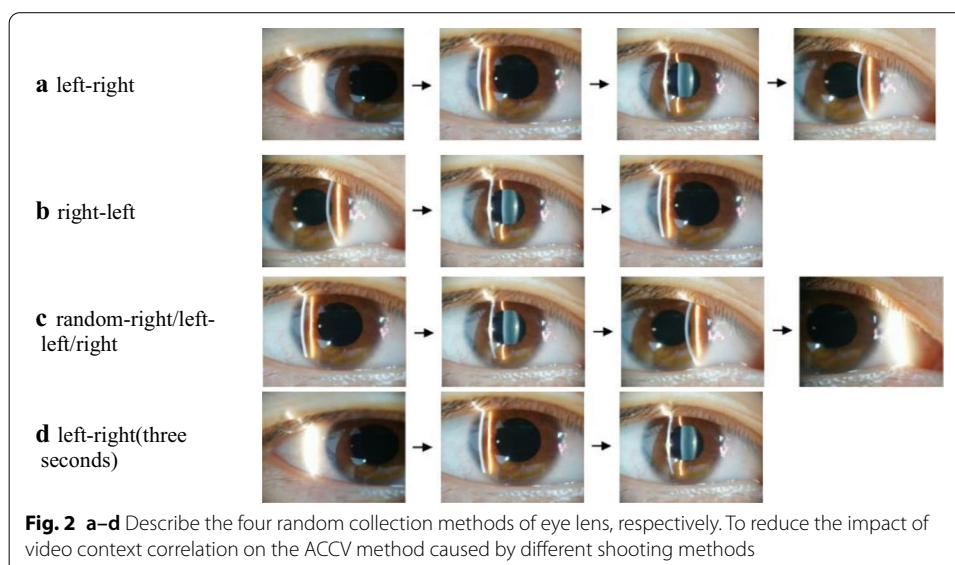 a left-right
b right-left
c random-right/left-
left/right
d left-right(three
seconds)
Fig. 2 a–d Describe the four random collection methods of eye lens, respectively. To reduce the impact of
video context correlation on the ACCV method caused by different shooting methods